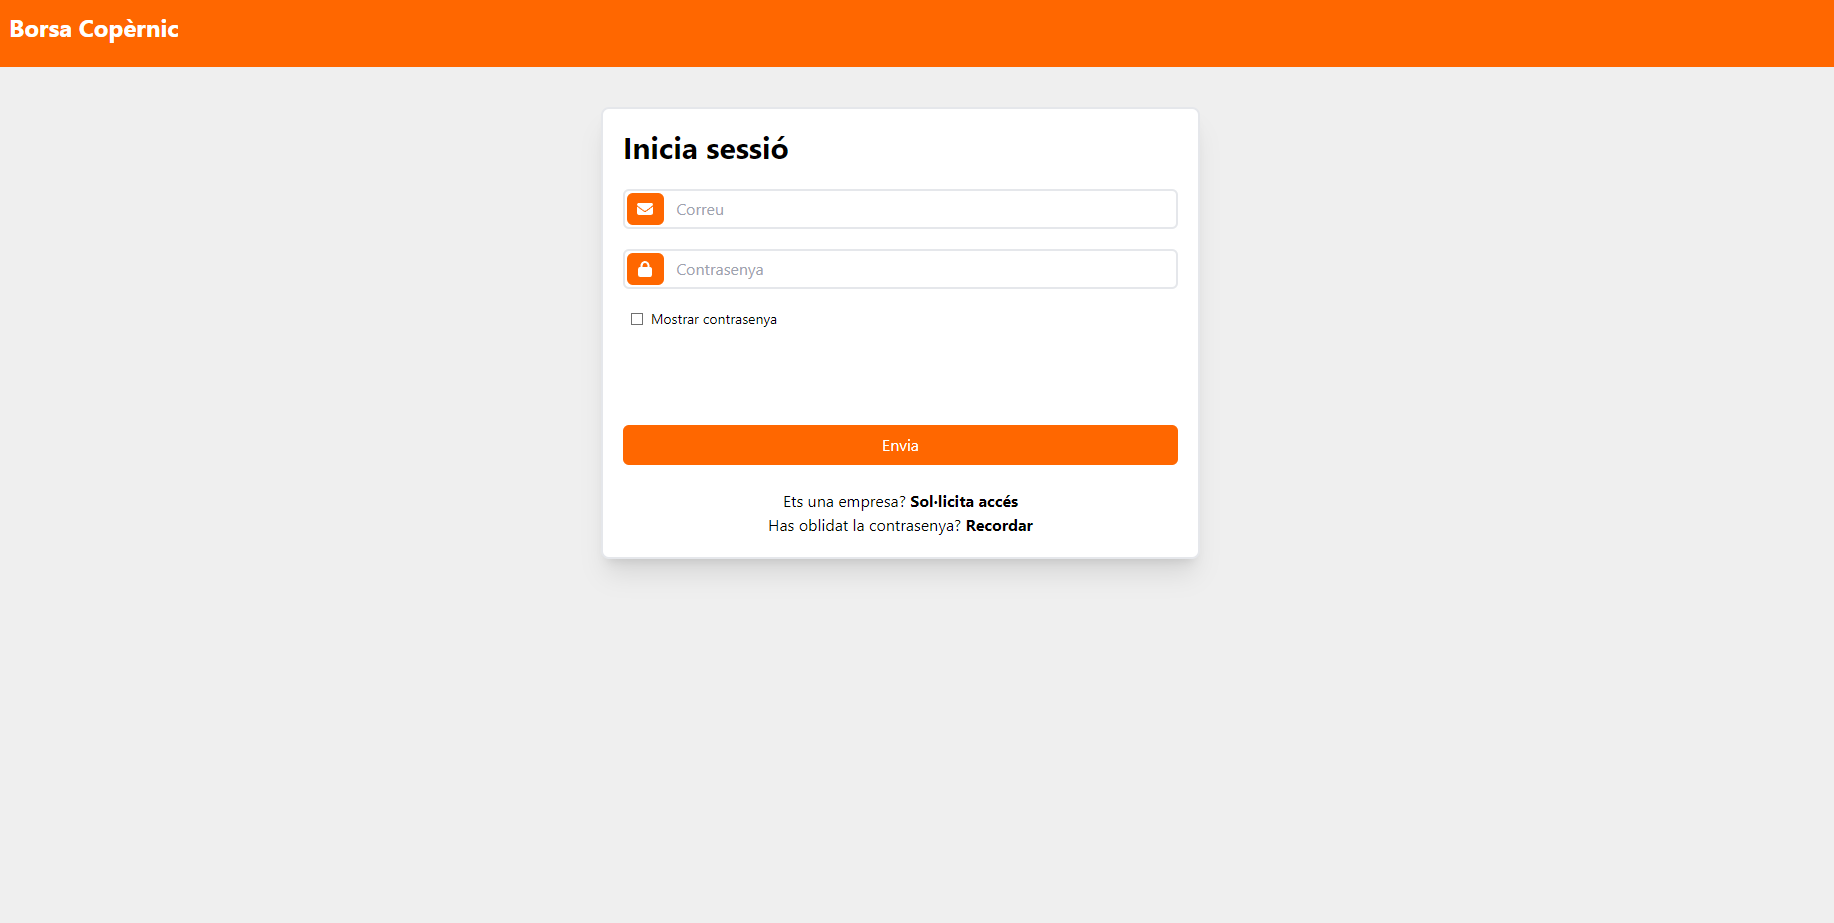 Borsa Copèrnic
Inicia sessió
Correu
Contrasenya
Mostrar contrasenya
Envia
Ets una empresa? Sol·licita accés
Has oblidat la contrasenya? Recordar